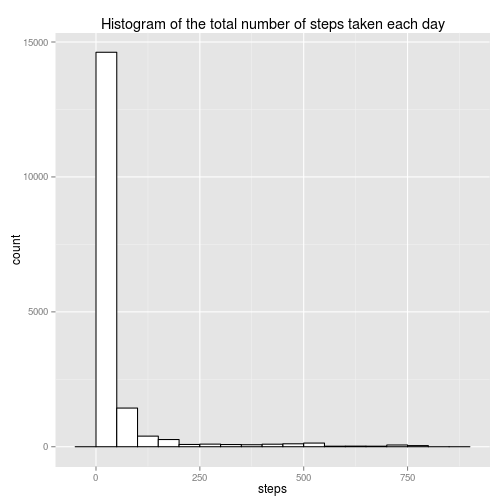 Histogram of the total number of steps taken each day
15000
10000
5000
0
count
0 250 500 750
steps